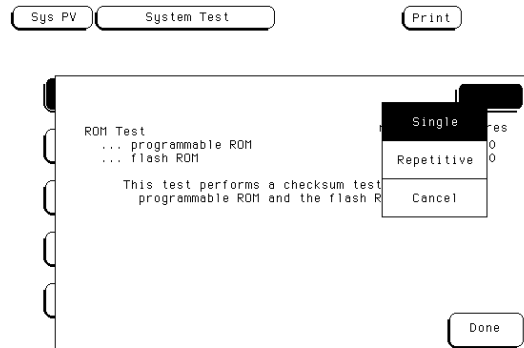 Sys PV System Test Print
ROM Test
... programmable ROM 0
... flash ROM 0
This test performs a checksum test
programmable ROM and the flash R
Single
Repetitive
Cancel
Done